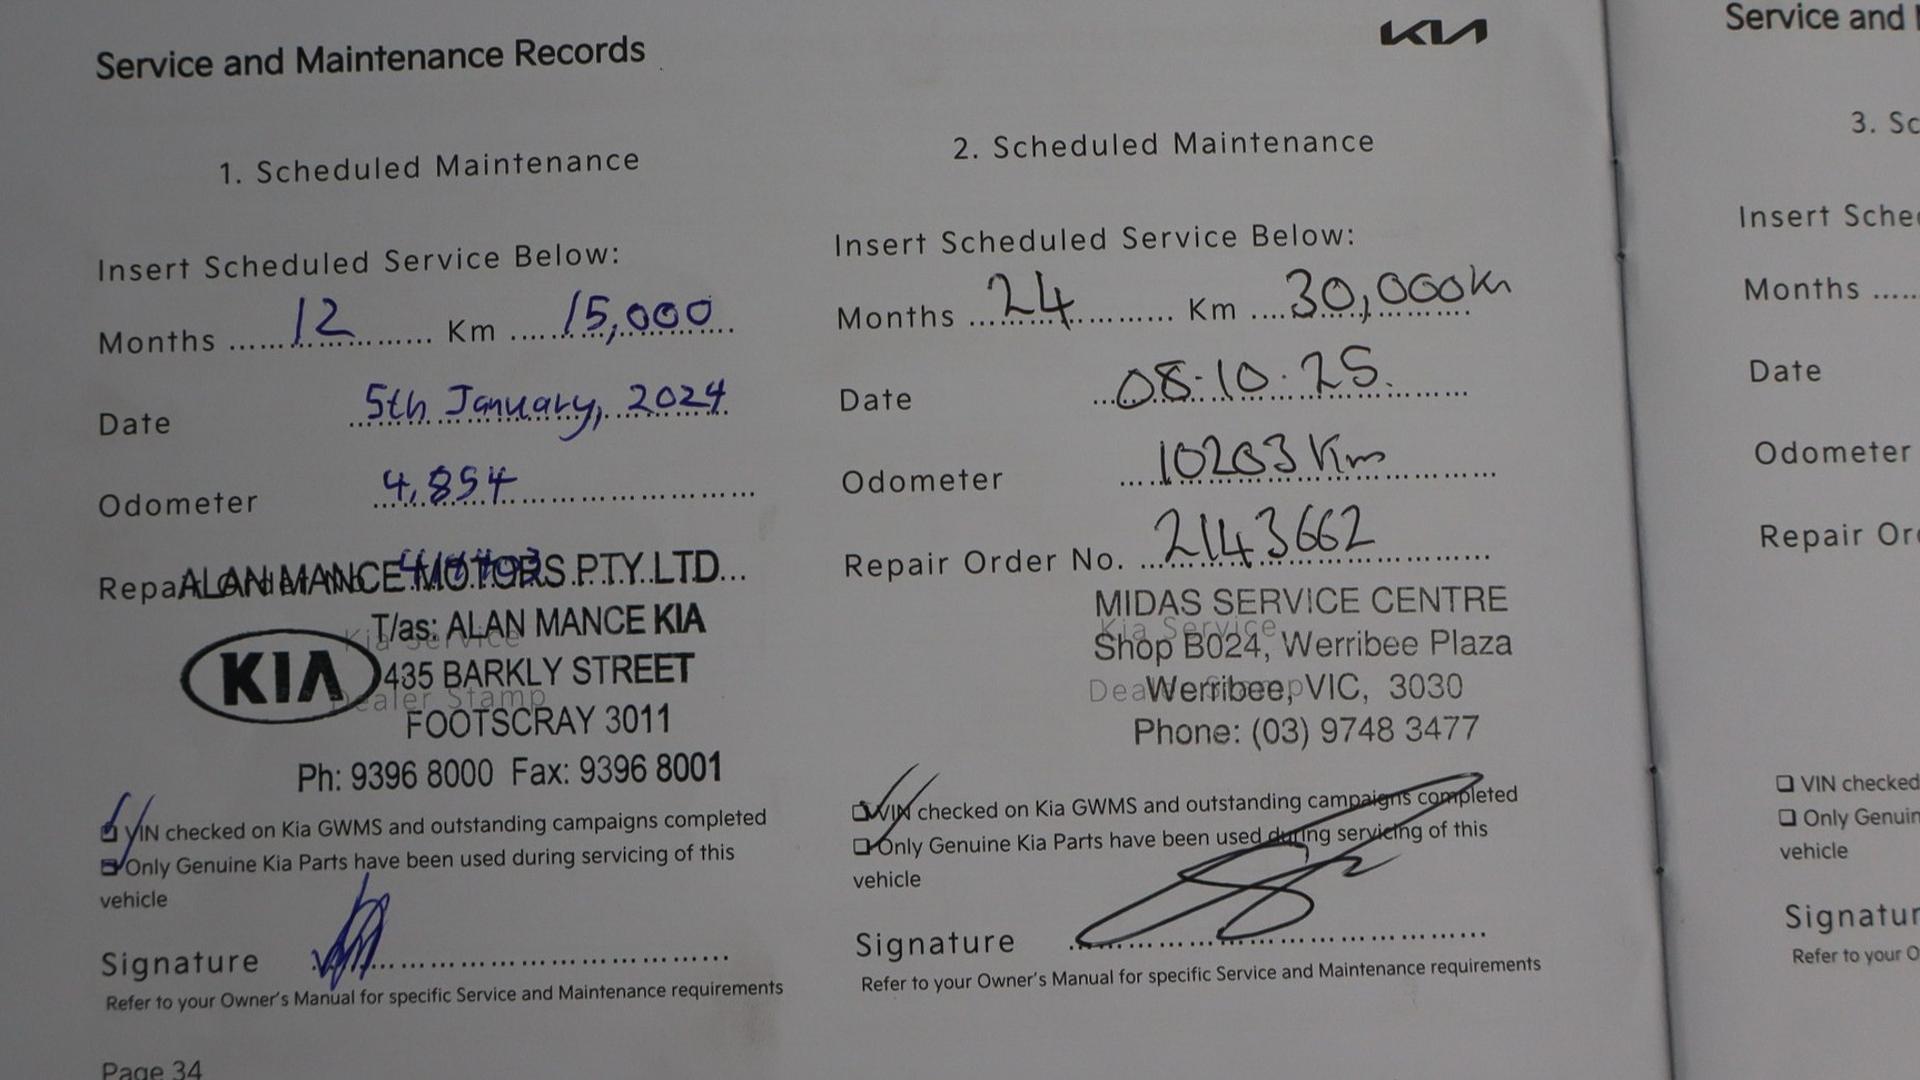 Service and Maintenance Records
KIA
1. Scheduled Maintenance
Insert Scheduled Service Below:
Months 12 Km 15,000
Date 5th January, 2024
Odometer 4,854
ALAN MANCE MOTORS PTY LTD
T/as: ALAN MANCE KIA
Kia Service
KIA
435 BARKLY STREET
Dealer Stamp
FOOTSCRAY 3011
Ph: 9396 8000 Fax: 9396 8001
VIN checked on Kia GWMS and outstanding campaigns completed
Only Genuine Kia Parts have been used during servicing of this
vehicle
Signature
Refer to your Owner's Manual for specific Service and Maintenance requirements
Page 34
2. Scheduled Maintenance
Insert Scheduled Service Below:
Months 24 Km 30,000km
Date 08.10.25.
Odometer 10203 Km
Repair Order No. 2143662
MIDAS SERVICE CENTRE
Kia Service
Shop B024, Werribee Plaza
Werribee, VIC, 3030
Phone: (03) 9748 3477
VIN checked on Kia GWMS and outstanding campaigns completed
Only Genuine Kia Parts have been used during servicing of this
vehicle
Signature
Refer to your Owner's Manual for specific Service and Maintenance requirements
Service and
3. Sc
Insert Sche
Months
Date
Odometer
Repair Or
VIN checked
Only Genuin
vehicle
Signatur
Refer to your O